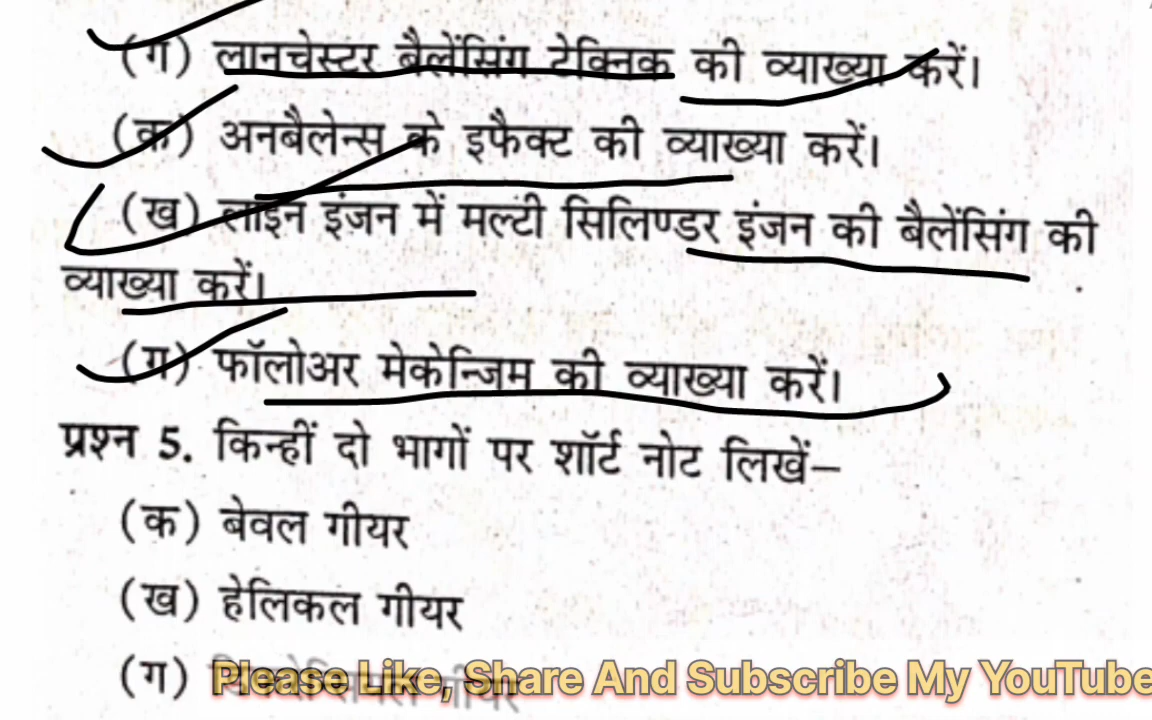 (ग) लानचेस्टर बैलेंसिंग टेक्निक की व्याख्या करें।
(क) अनबैलेन्स के इफैक्ट की व्याख्या करें।
(ख) लाइन इंजन में मल्टी सिलिण्डर इंजन की बैलेंसिंग की
व्याख्या करें।
(ग) फॉलोअर मेकेन्जिम की व्याख्या करें।
प्रश्न 5. किन्हीं दो भागों पर शॉर्ट नोट लिखें—
(क) बेवल गीयर
(ख) हेलिकल गीयर
(ग) गीयर
Please Like, Share And Subscribe My YouTube